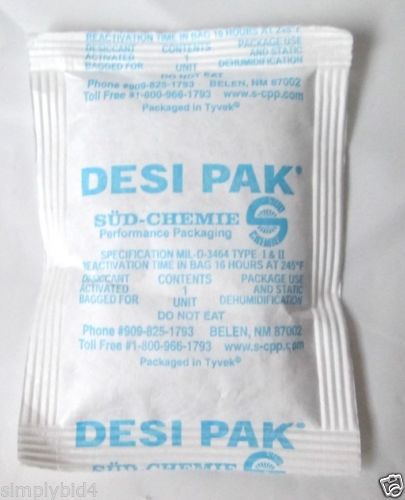 REACTIVATION TIME IN BAG 16 HOURS AT 245°F
DESICCANT CONTENTS PACKAGE USE
ACTIVATED 1 AND STATIC
BAGGED FOR UNIT DEHUMIDIFICATION
DO NOT EAT
Phone #909-825-1793 BELEN, NM 87002
Toll Free #1-800-966-1793 www.s-cpp.com
Packaged in Tyvek®
DESI PAK®
SÜD-CHEMIE
Performance Packaging
SÜD
CHEMIE
SPECIFICATION MIL-D-3464 TYPE I & II
REACTIVATION TIME IN BAG 16 HOURS AT 245°F
DESICCANT CONTENTS PACKAGE USE
ACTIVATED 1 AND STATIC
BAGGED FOR UNIT DEHUMIDIFICATION
DO NOT EAT
Phone #909-825-1793 BELEN, NM 87002
Toll Free #1-800-966-1793 www.s-cpp.com
Packaged in Tyvek®
DESI PAK®
SÜD-CHEMIE
simplybid4